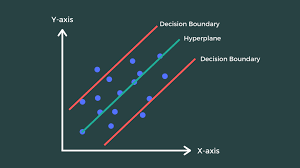 Y-axis
Decision Boundary
Hyperplane
Decision Boundary
X-axis